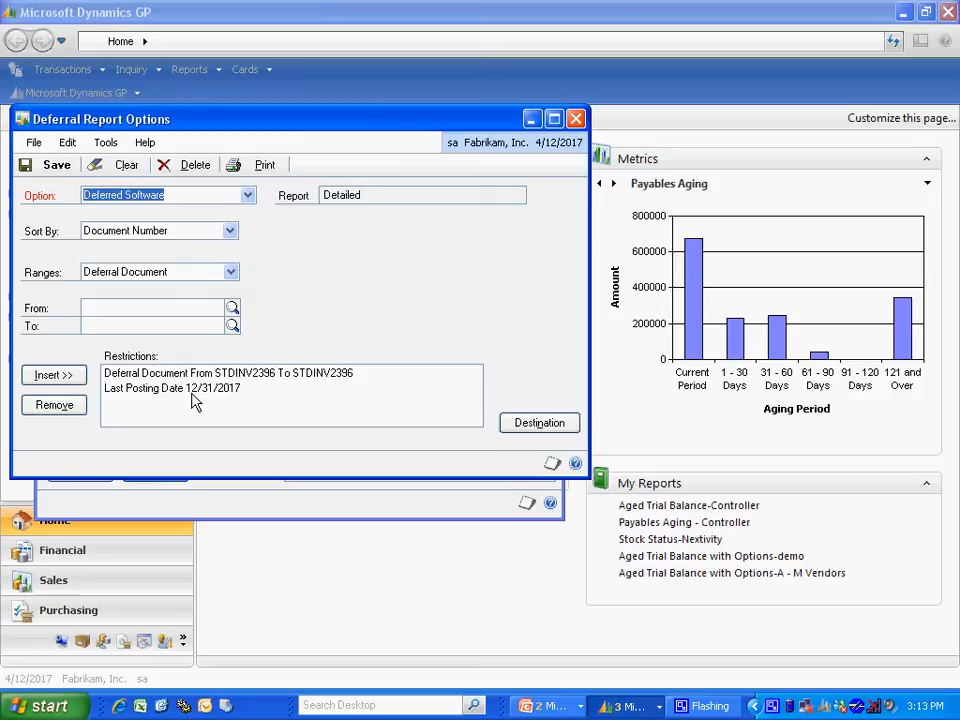 Microsoft Dynamics GP
Home
Transactions Inquiry Reports Cards
Microsoft Dynamics GP
Customize this page...
Deferral Report Options
File Edit Tools Help
sa Fabrikam, Inc. 4/12/2017
Save Clear Delete Print
Option: Deferred Software Report Detailed
Sort By: Document Number
Ranges: Deferral Document
From:
To:
Restrictions:
Insert >>
Deferral Document From STDINV2396 To STDINV2396
Last Posting Date 12/31/2017
Remove
Destination
Metrics
Payables Aging
800000
600000
400000
200000
0
Amount
Current Period 1 - 30 Days 31 - 60 Days 61 - 90 Days 91 - 120 Days 121 and Over
Aging Period
My Reports
Aged Trial Balance-Controller
Payables Aging - Controller
Stock Status-Nextivity
Aged Trial Balance with Options-demo
Aged Trial Balance with Options-A - M Vendors
Home
Financial
Sales
Purchasing
4/12/2017 Fabrikam, Inc. sa
start
Search Desktop
2 Mi...
3 Mi...
Flashing
3:13 PM